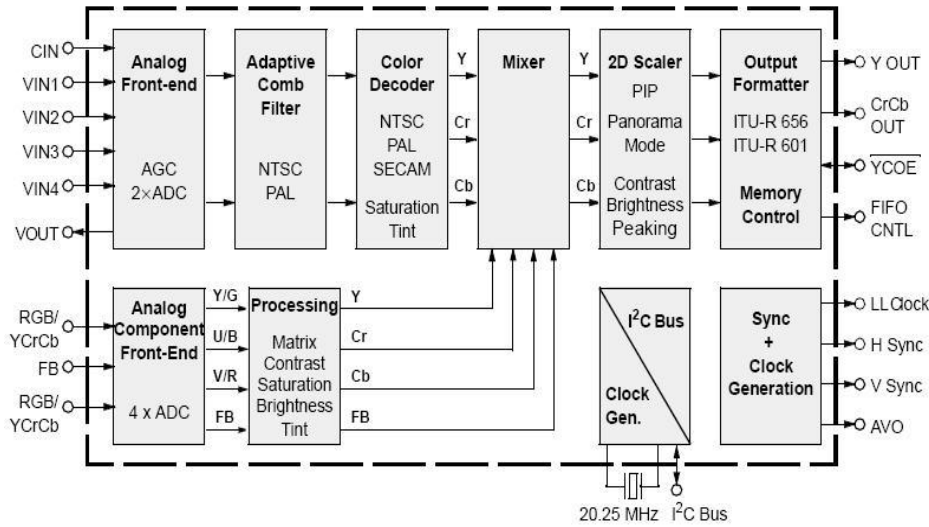 CIN
VIN1
VIN2
VIN3
VIN4
VOUT
Analog
Front-end
AGC
2×ADC
Adaptive
Comb
Filter
NTSC
PAL
Color
Decoder
NTSC
PAL
SECAM
Saturation
Tint
Y
Cr
Cb
Mixer
Y
Cr
Cb
2D Scaler
PIP
Panorama
Mode
Contrast
Brightness
Peaking
Output
Formatter
ITU-R 656
ITU-R 601
Memory
Control
Y OUT
CrCb
OUT
YCOE
FIFO
CNTL
RGB/
YCrCb
FB
RGB/
YCrCb
Analog
Component
Front-End
4 x ADC
Y/G
U/B
V/R
FB
Processing
Matrix
Contrast
Saturation
Brightness
Tint
Y
Cr
Cb
FB
I²C Bus
Clock
Gen.
20.25 MHz
I²C Bus
Sync
+
Clock
Generation
LL Clock
H Sync
V Sync
AVO